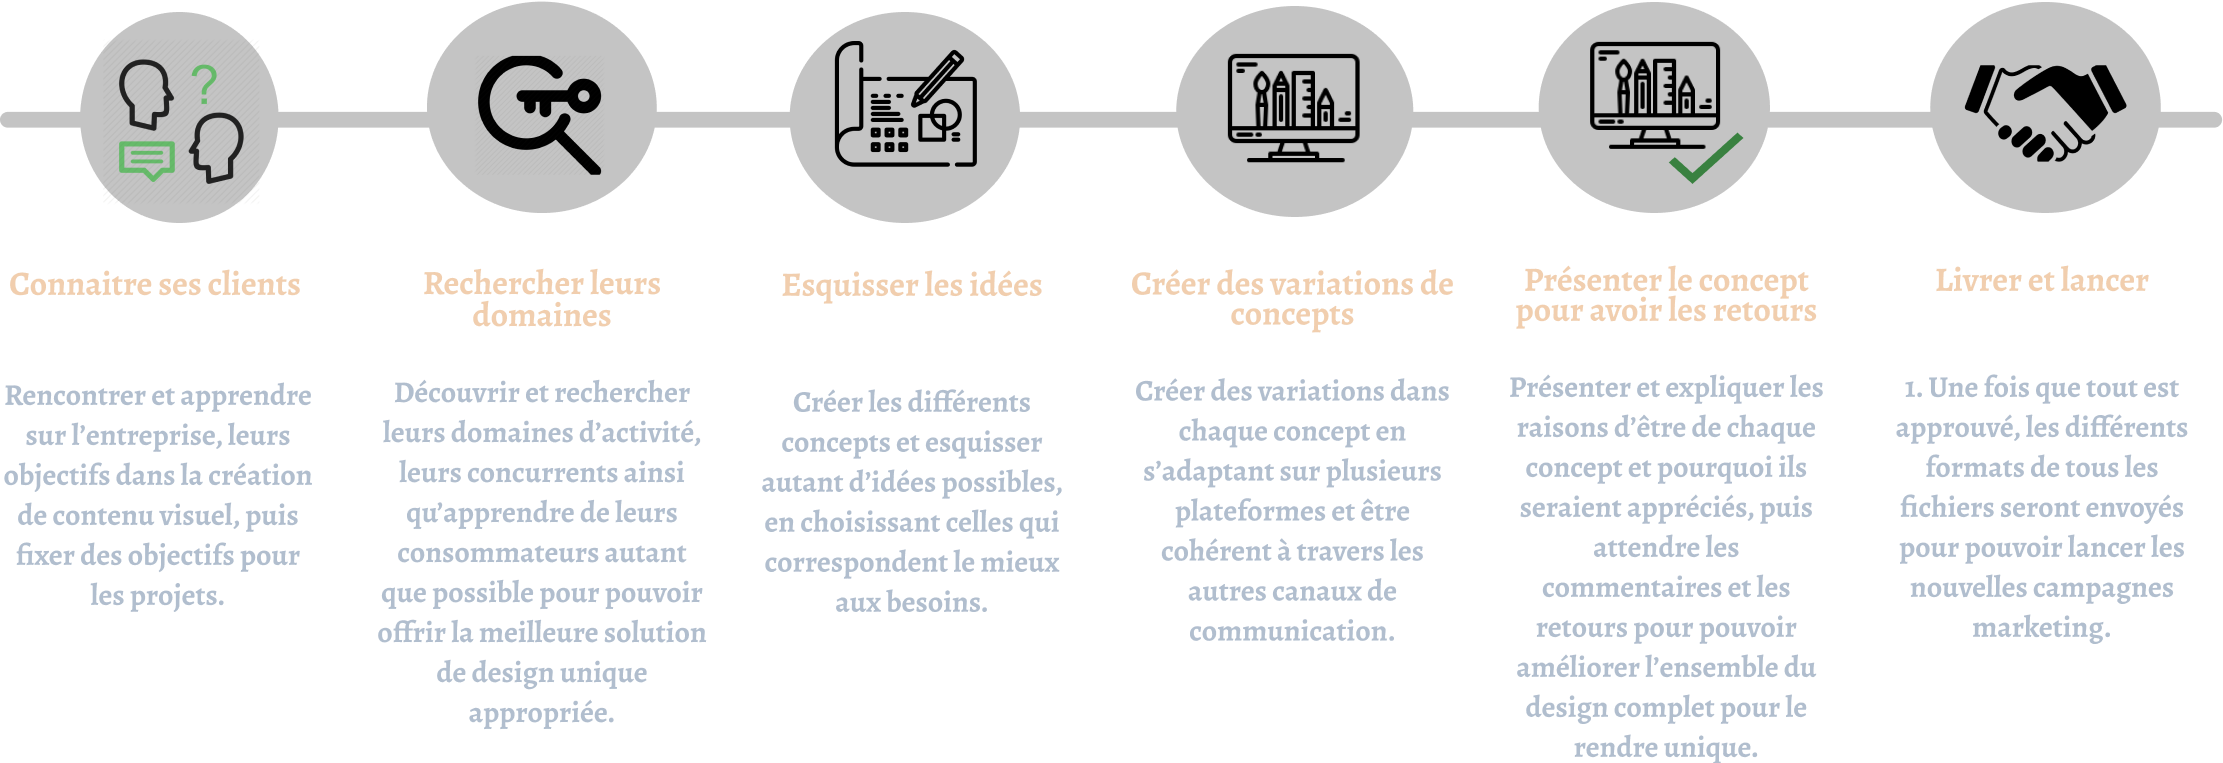 ?
Connaitre ses clients
Rencontrer et apprendre
sur l’entreprise, leurs
objectifs dans la création
de contenu visuel, puis
fixer des objectifs pour
les projets.
Rechercher leurs
domaines
Découvrir et rechercher
leurs domaines d’activité,
leurs concurrents ainsi
qu’apprendre de leurs
consommateurs autant
que possible pour pouvoir
offrir la meilleure solution
de design unique
appropriée.
Esquisser les idées
Créer les différents
concepts et esquisser
autant d’idées possibles,
en choisissant celles qui
correspondent le mieux
aux besoins.
Créer des variations de
concepts
Créer des variations dans
chaque concept en
s’adaptant sur plusieurs
plateformes et être
cohérent à travers les
autres canaux de
communication.
Présenter le concept
pour avoir les retours
Présenter et expliquer les
raisons d’être de chaque
concept et pourquoi ils
seraient appréciés, puis
attendre les
commentaires et les
retours pour pouvoir
améliorer l’ensemble du
design complet pour le
rendre unique.
Livrer et lancer
1. Une fois que tout est
approuvé, les différents
formats de tous les
fichiers seront envoyés
pour pouvoir lancer les
nouvelles campagnes
marketing.